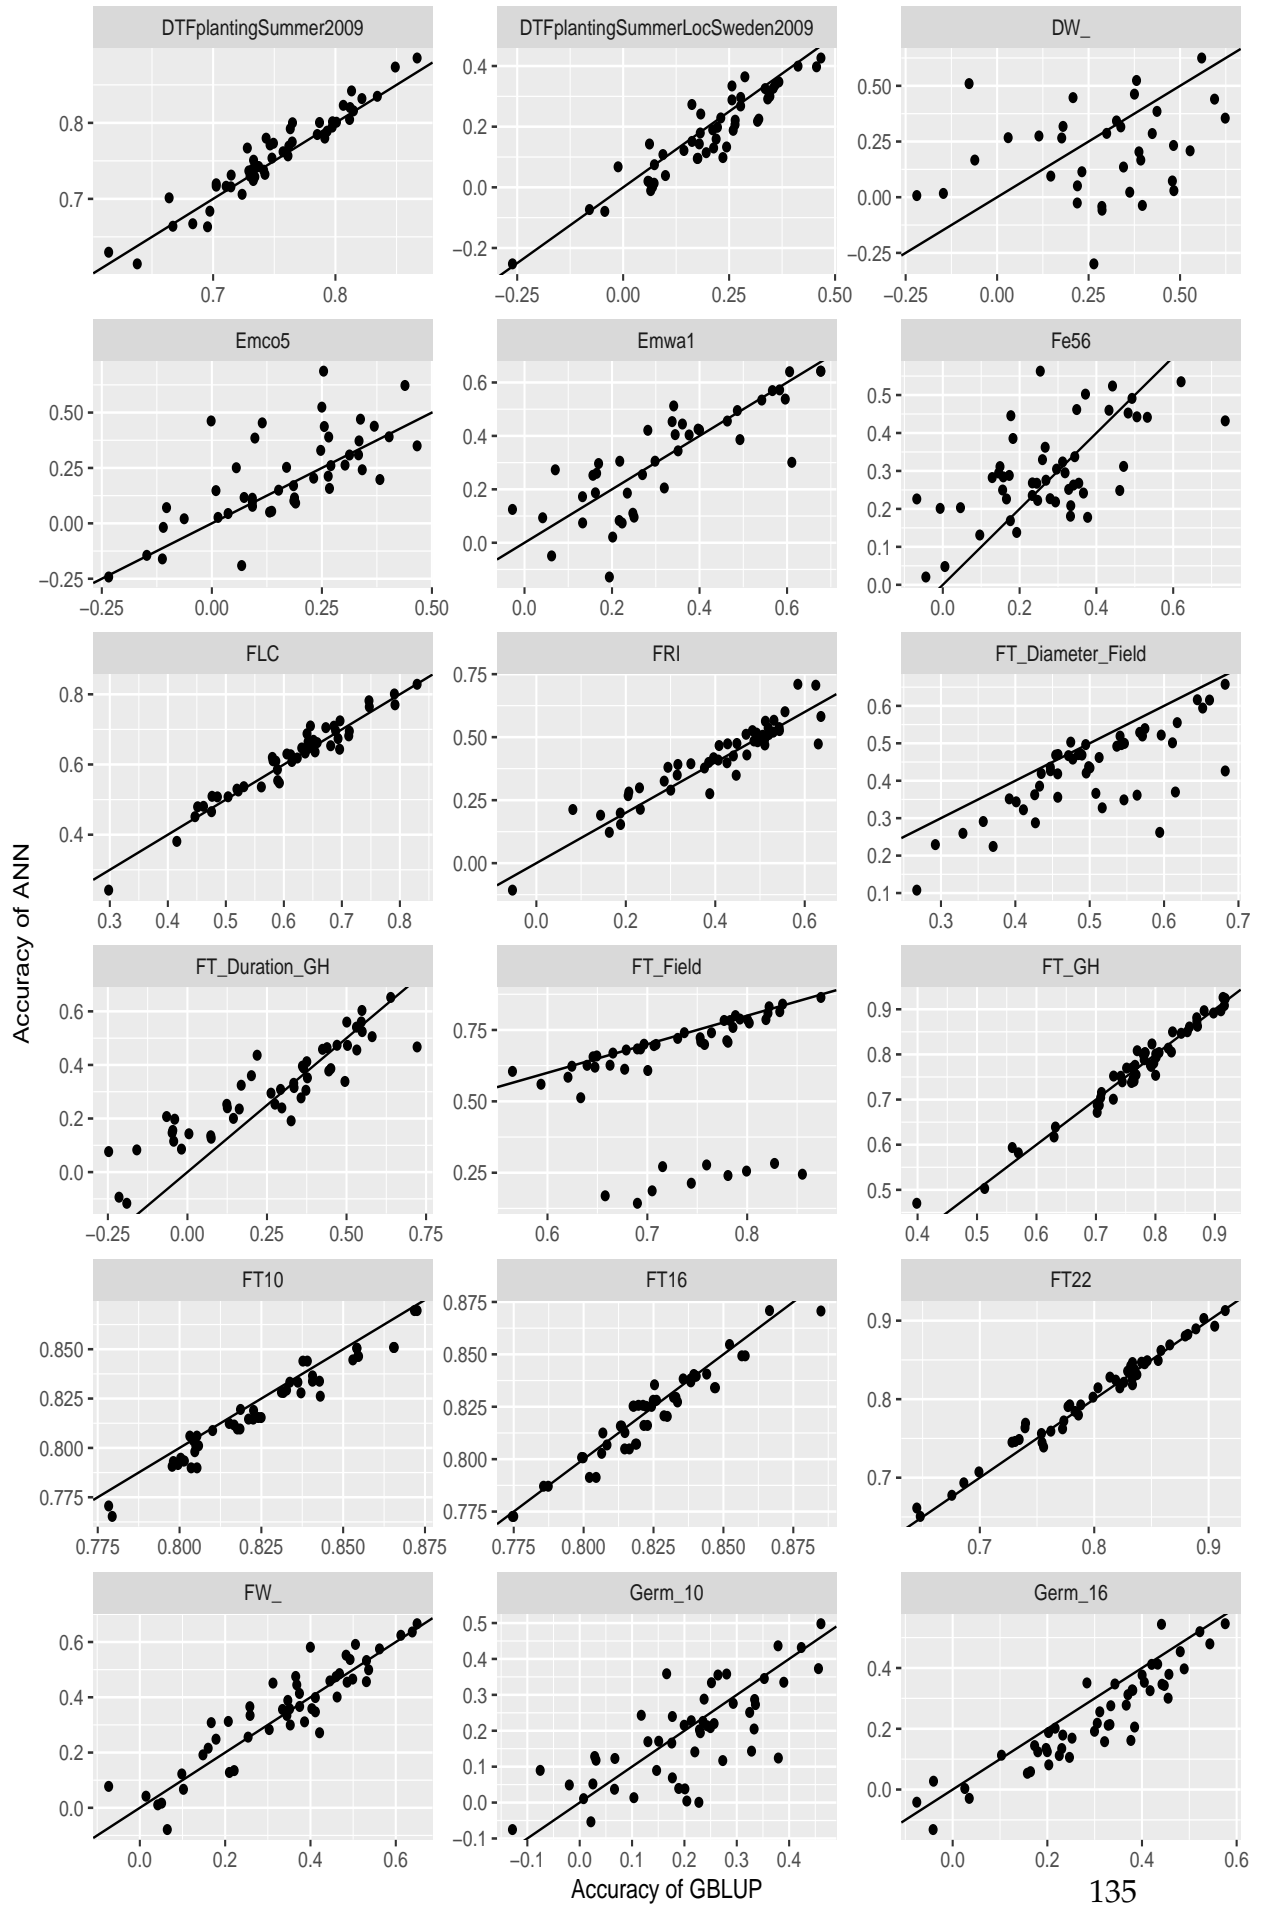 DTFplantingSummer2009
DTFplantingSummerLocSweden2009
DW_
0.8
0.7
0.7 0.8
0.4
0.2
0.0
−0.2
−0.25 0.00 0.25 0.50
0.50
0.25
0.00
−0.25
−0.25 0.00 0.25 0.50
Emco5
Emwa1
Fe56
0.50
0.25
0.00
−0.25
−0.25 0.00 0.25 0.50
0.6
0.4
0.2
0.0
0.0 0.2 0.4 0.6
0.5
0.4
0.3
0.2
0.1
0.0
0.0 0.2 0.4 0.6
FLC
FRI
FT_Diameter_Field
0.8
0.6
0.4
0.3 0.4 0.5 0.6 0.7 0.8
0.75
0.50
0.25
0.00
0.0 0.2 0.4 0.6
0.6
0.5
0.4
0.3
0.2
0.1
0.3 0.4 0.5 0.6 0.7
Accuracy of ANN
FT_Duration_GH
FT_Field
FT_GH
0.6
0.4
0.2
0.0
−0.25 0.00 0.25 0.50 0.75
0.75
0.50
0.25
0.6 0.7 0.8
0.9
0.8
0.7
0.6
0.5
0.4 0.5 0.6 0.7 0.8 0.9
FT10
FT16
FT22
0.850
0.825
0.800
0.775
0.775 0.800 0.825 0.850 0.875
0.875
0.850
0.825
0.800
0.775
0.775 0.800 0.825 0.850 0.875
0.9
0.8
0.7
0.7 0.8 0.9
FW_
Germ_10
Germ_16
0.6
0.4
0.2
0.0
0.0 0.2 0.4 0.6
0.5
0.4
0.3
0.2
0.1
0.0
−0.1
−0.1 0.0 0.1 0.2 0.3 0.4
0.4
0.2
0.0
0.0 0.2 0.4 0.6
Accuracy of GBLUP
135